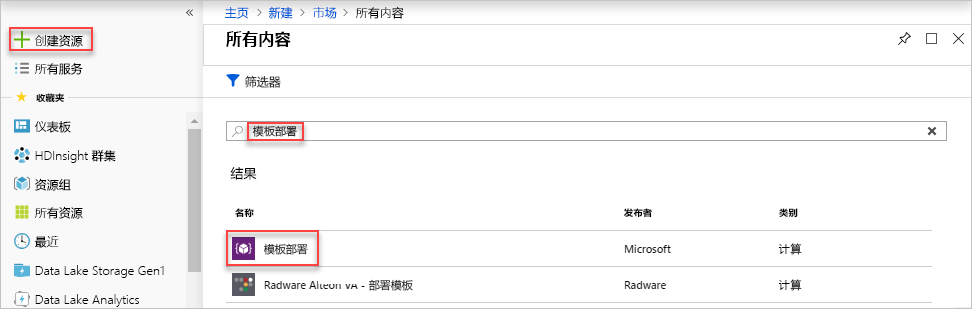 «
创建资源
所有服务
收藏夹
仪表板
HDInsight 群集
资源组
所有资源
最近
Data Lake Storage Gen1
Data Lake Analytics
主页 > 新建 > 市场 > 所有内容
所有内容
筛选器
模板部署
结果
名称 发布者 类别
模板部署 Microsoft 计算
Radware Alteon VA - 部署模板 Radware 计算